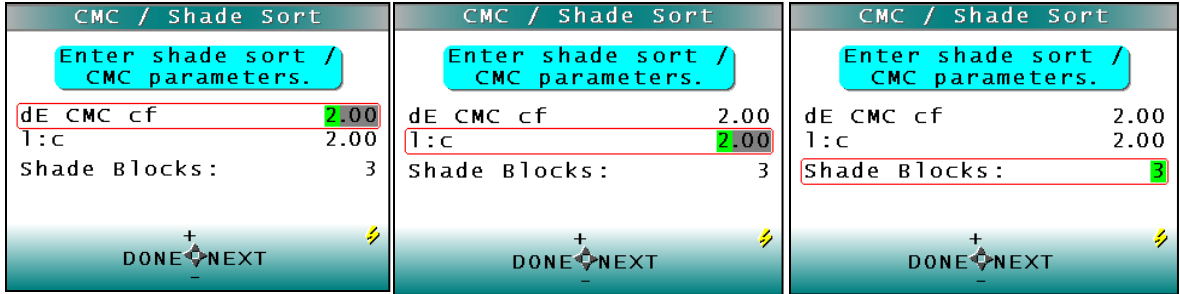 CMC / Shade Sort
Enter shade sort /
CMC parameters.
dE CMC cf 2.00
l:c 2.00
Shade Blocks: 3
+
DONE NEXT
-
CMC / Shade Sort
Enter shade sort /
CMC parameters.
dE CMC cf 2.00
l:c 2.00
Shade Blocks: 3
+
DONE NEXT
-
CMC / Shade Sort
Enter shade sort /
CMC parameters.
dE CMC cf 2.00
l:c 2.00
Shade Blocks: 3
+
DONE NEXT
-